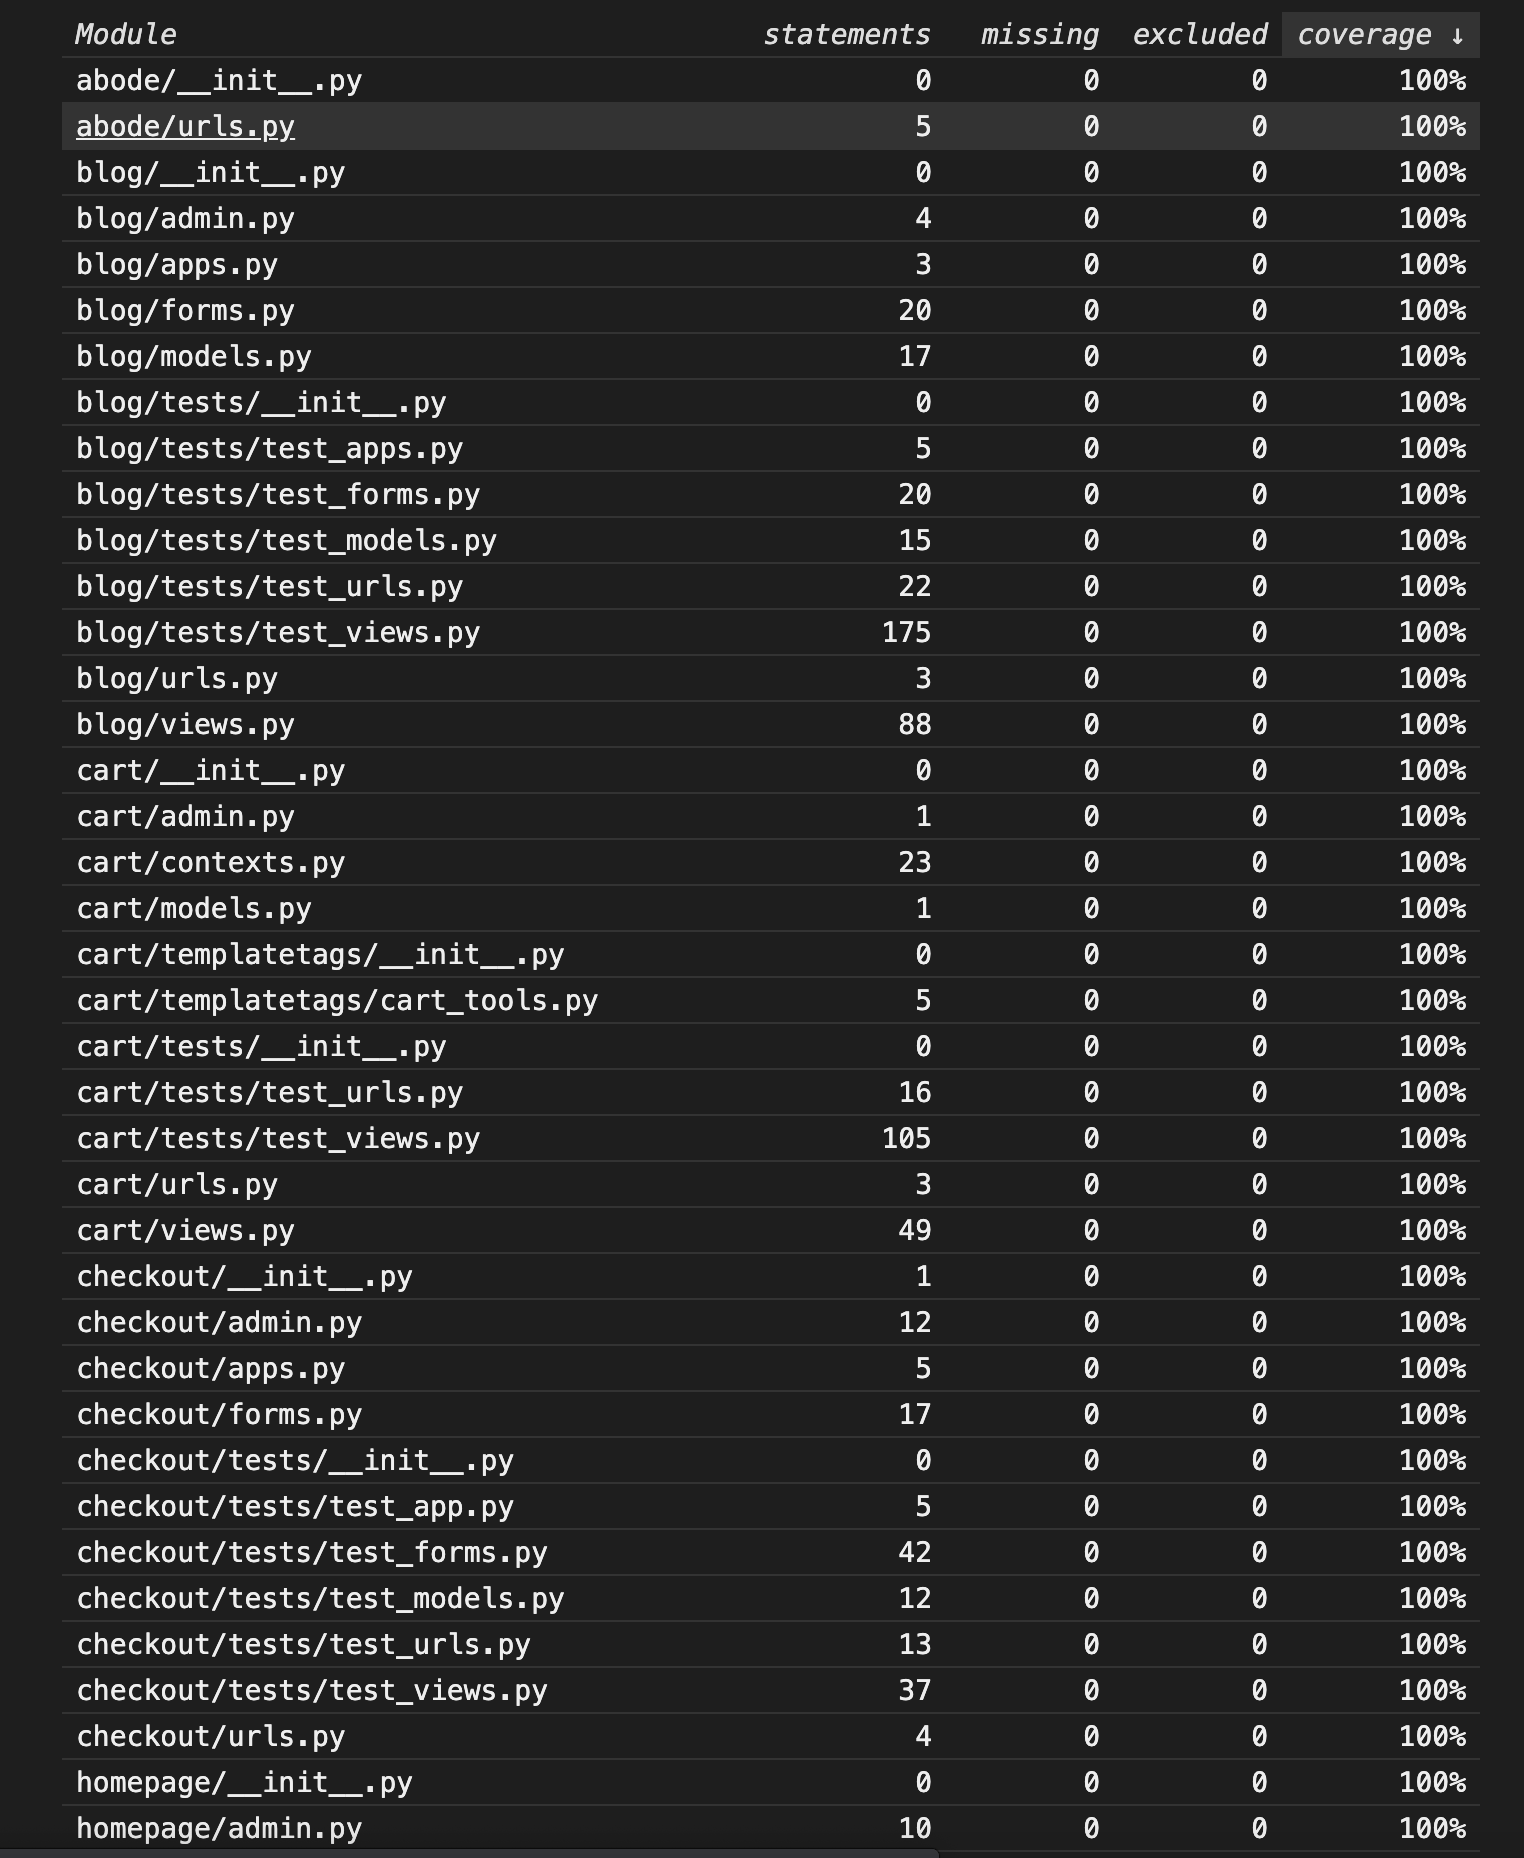 Module statements missing excluded coverage ↓
abode/__init__.py 0 0 0 100%
abode/urls.py 5 0 0 100%
blog/__init__.py 0 0 0 100%
blog/admin.py 4 0 0 100%
blog/apps.py 3 0 0 100%
blog/forms.py 20 0 0 100%
blog/models.py 17 0 0 100%
blog/tests/__init__.py 0 0 0 100%
blog/tests/test_apps.py 5 0 0 100%
blog/tests/test_forms.py 20 0 0 100%
blog/tests/test_models.py 15 0 0 100%
blog/tests/test_urls.py 22 0 0 100%
blog/tests/test_views.py 175 0 0 100%
blog/urls.py 3 0 0 100%
blog/views.py 88 0 0 100%
cart/__init__.py 0 0 0 100%
cart/admin.py 1 0 0 100%
cart/contexts.py 23 0 0 100%
cart/models.py 1 0 0 100%
cart/templatetags/__init__.py 0 0 0 100%
cart/templatetags/cart_tools.py 5 0 0 100%
cart/tests/__init__.py 0 0 0 100%
cart/tests/test_urls.py 16 0 0 100%
cart/tests/test_views.py 105 0 0 100%
cart/urls.py 3 0 0 100%
cart/views.py 49 0 0 100%
checkout/__init__.py 1 0 0 100%
checkout/admin.py 12 0 0 100%
checkout/apps.py 5 0 0 100%
checkout/forms.py 17 0 0 100%
checkout/tests/__init__.py 0 0 0 100%
checkout/tests/test_app.py 5 0 0 100%
checkout/tests/test_forms.py 42 0 0 100%
checkout/tests/test_models.py 12 0 0 100%
checkout/tests/test_urls.py 13 0 0 100%
checkout/tests/test_views.py 37 0 0 100%
checkout/urls.py 4 0 0 100%
homepage/__init__.py 0 0 0 100%
homepage/admin.py 10 0 0 100%